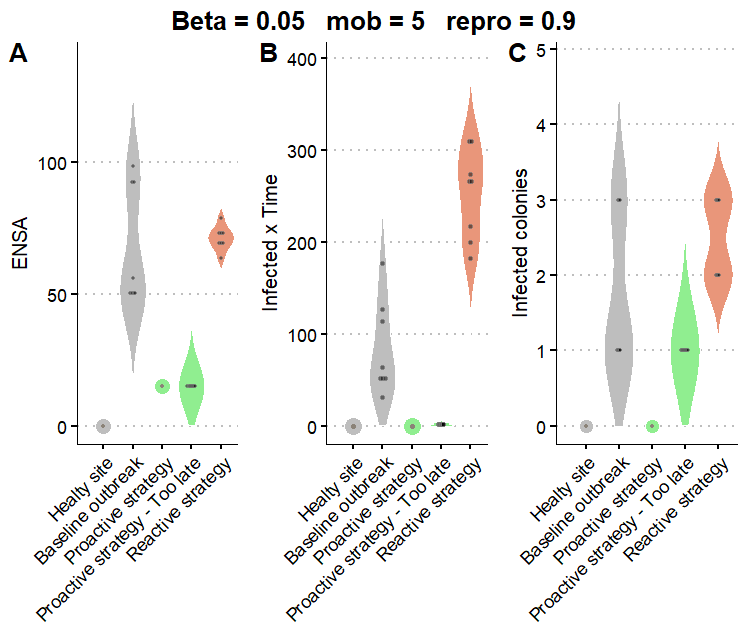 Beta = 0.05 mob = 5 repro = 0.9
A
ENSA
100
50
0
Healty site
Baseline outbreak
Proactive strategy
Proactive strategy - Too late
Reactive strategy
B
Infected x Time
400
300
200
100
0
Healty site
Baseline outbreak
Proactive strategy
Proactive strategy - Too late
Reactive strategy
C
Infected colonies
5
4
3
2
1
0
Healty site
Baseline outbreak
Proactive strategy
Proactive strategy - Too late
Reactive strategy